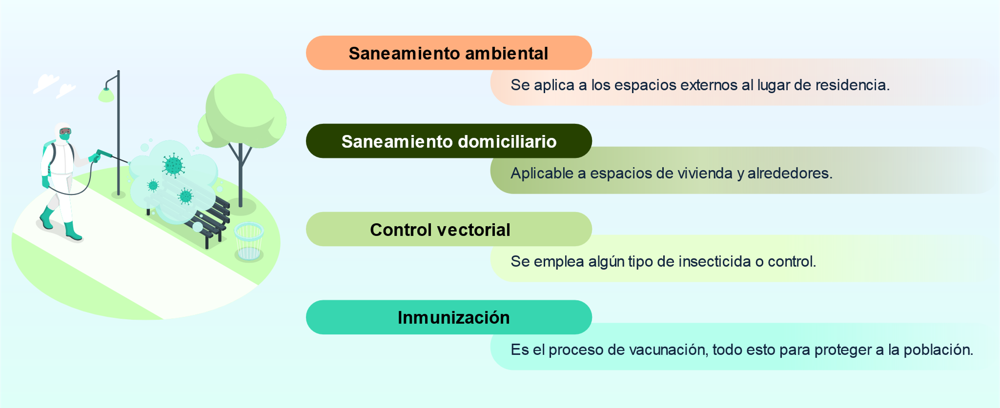 Saneamiento ambiental
Se aplica a los espacios externos al lugar de residencia.
Saneamiento domiciliario
Aplicable a espacios de vivienda y alrededores.
Control vectorial
Se emplea algún tipo de insecticida o control.
Inmunización
Es el proceso de vacunación, todo esto para proteger a la población.